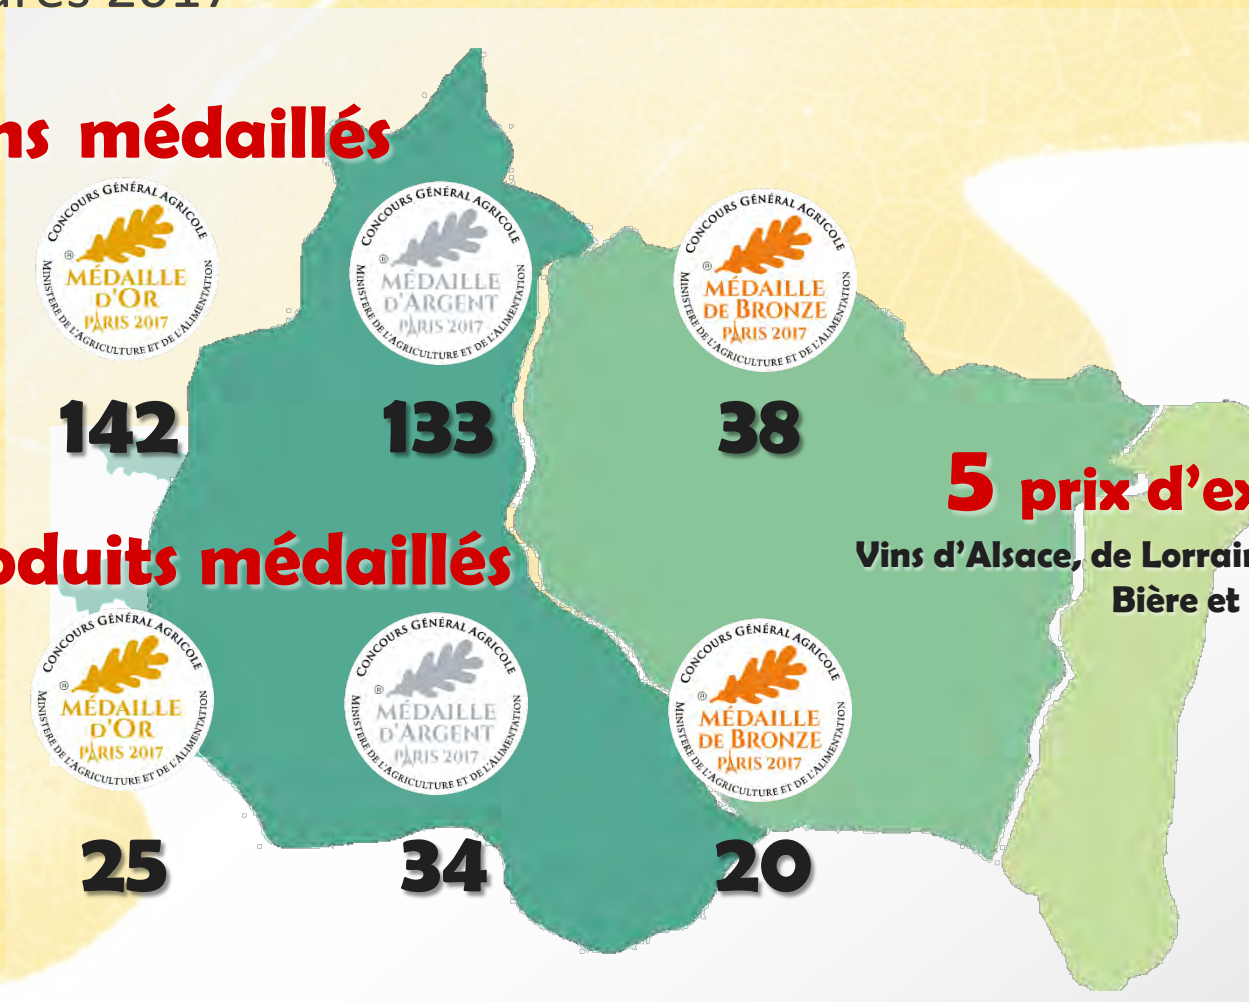 2017
ns médaillés
CONCOURS GÉNÉRAL AGRICOLE
MÉDAILLE
D'OR
PARIS 2017
MINISTÈRE DE L'AGRICULTURE ET DE L'ALIMENTATION
CONCOURS GÉNÉRAL AGRICOLE
MÉDAILLE
D'ARGENT
PARIS 2017
MINISTÈRE DE L'AGRICULTURE ET DE L'ALIMENTATION
CONCOURS GÉNÉRAL AGRICOLE
MÉDAILLE
DE BRONZE
PARIS 2017
MINISTÈRE DE L'AGRICULTURE ET DE L'ALIMENTATION
142
133
38
5 prix d'ex
Vins d'Alsace, de Lorrain
Bière et
oduits médaillés
CONCOURS GÉNÉRAL AGRICOLE
MÉDAILLE
D'OR
PARIS 2017
MINISTÈRE DE L'AGRICULTURE ET DE L'ALIMENTATION
CONCOURS GÉNÉRAL AGRICOLE
MÉDAILLE
D'ARGENT
PARIS 2017
MINISTÈRE DE L'AGRICULTURE ET DE L'ALIMENTATION
CONCOURS GÉNÉRAL AGRICOLE
MÉDAILLE
DE BRONZE
PARIS 2017
MINISTÈRE DE L'AGRICULTURE ET DE L'ALIMENTATION
25
34
20